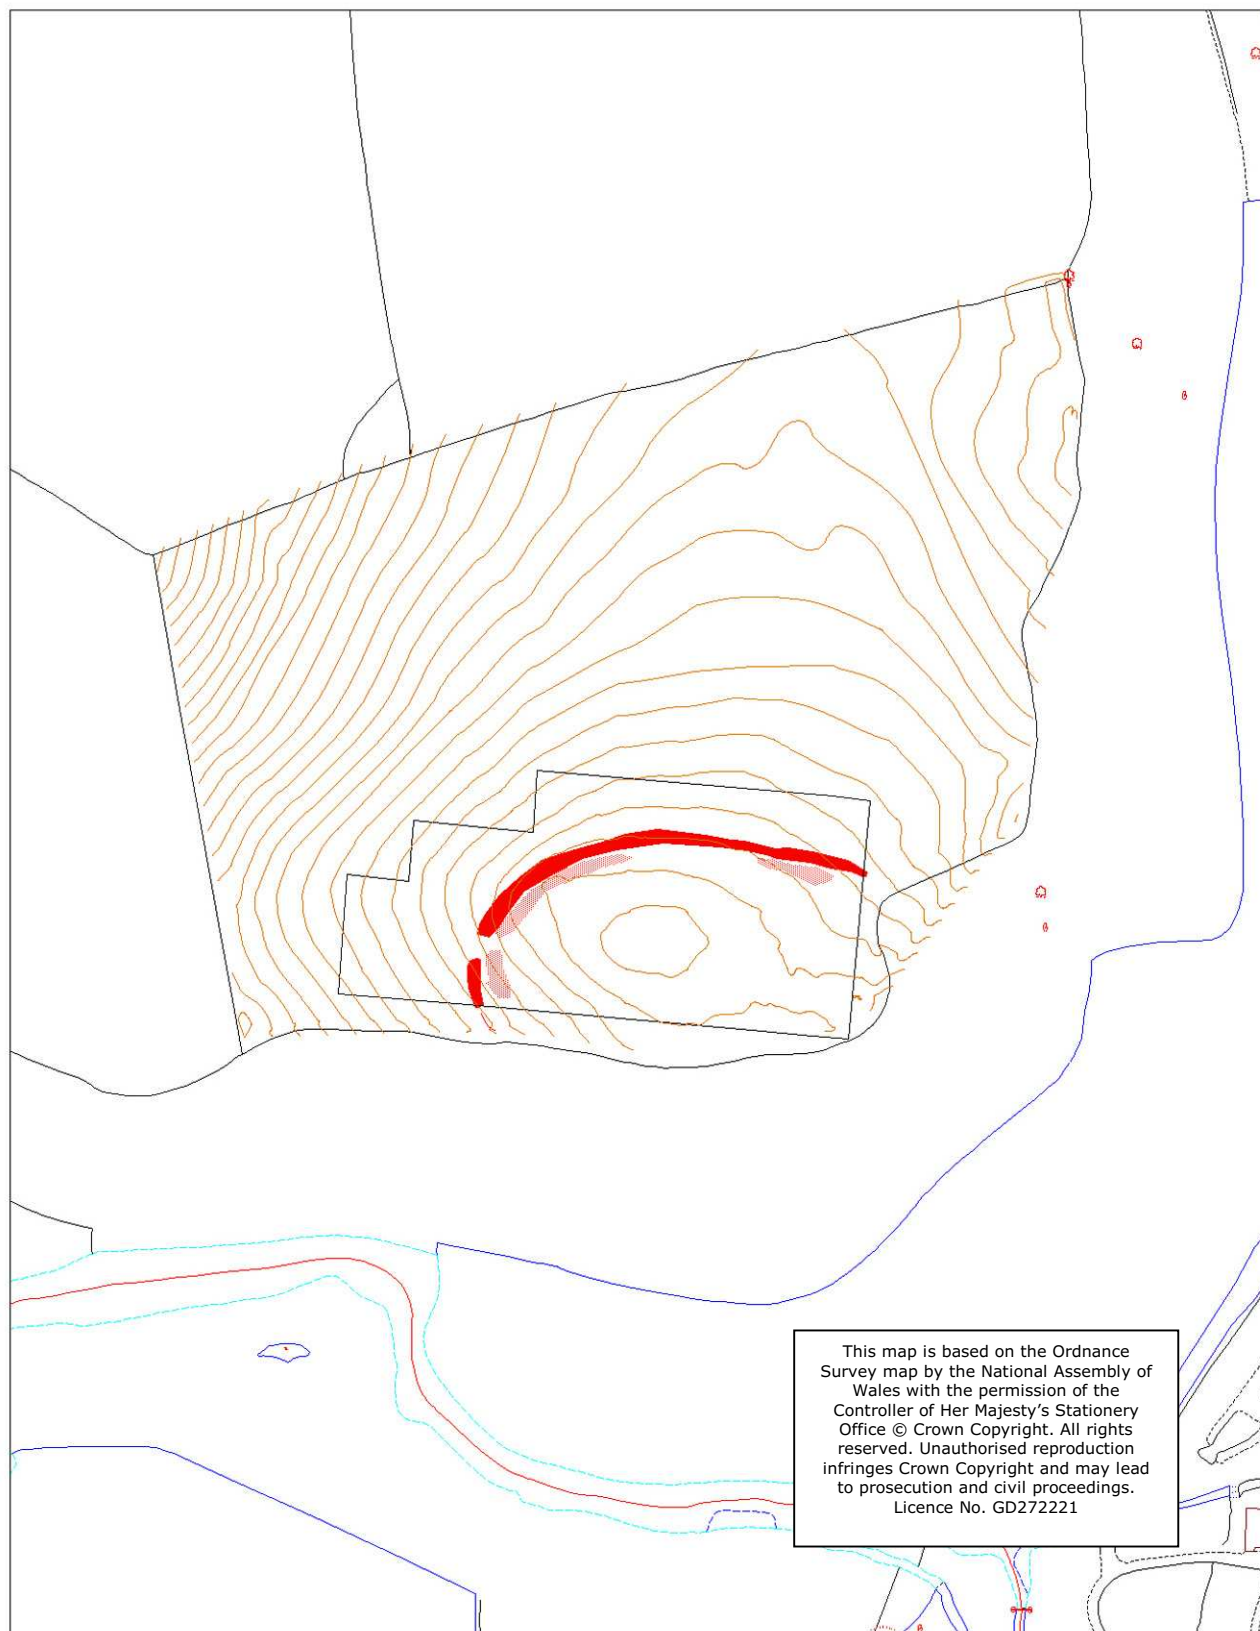 This map is based on the Ordnance
Survey map by the National Assembly of
Wales with the permission of the
Controller of Her Majesty’s Stationery
Office © Crown Copyright. All rights
reserved. Unauthorised reproduction
infringes Crown Copyright and may lead
to prosecution and civil proceedings.
Licence No. GD272221